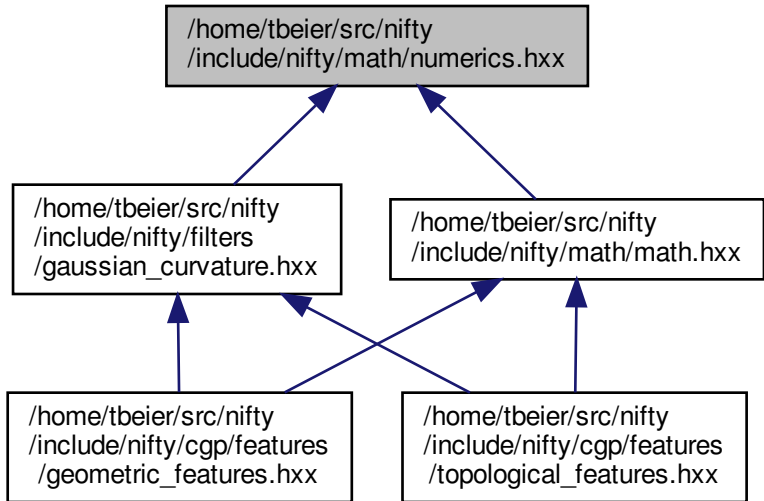 /home/tbeier/src/nifty
/include/nifty/math/numerics.hxx
/home/tbeier/src/nifty
/include/nifty/filters
/gaussian_curvature.hxx
/home/tbeier/src/nifty
/include/nifty/math/math.hxx
/home/tbeier/src/nifty
/include/nifty/cgp/features
/geometric_features.hxx
/home/tbeier/src/nifty
/include/nifty/cgp/features
/topological_features.hxx